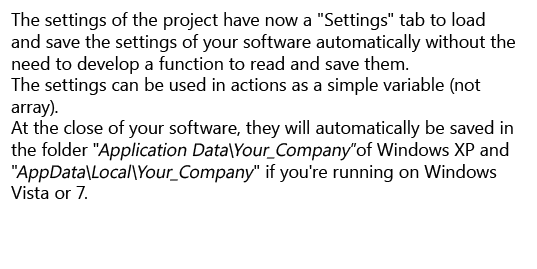 The settings of the project have now a "Settings" tab to load
and save the settings of your software automatically without the
need to develop a function to read and save them.
The settings can be used in actions as a simple variable (not
array).
At the close of your software, they will automatically be saved in
the folder "Application Data\Your_Company"of Windows XP and
"AppData\Local\Your_Company" if you're running on Windows
Vista or 7.